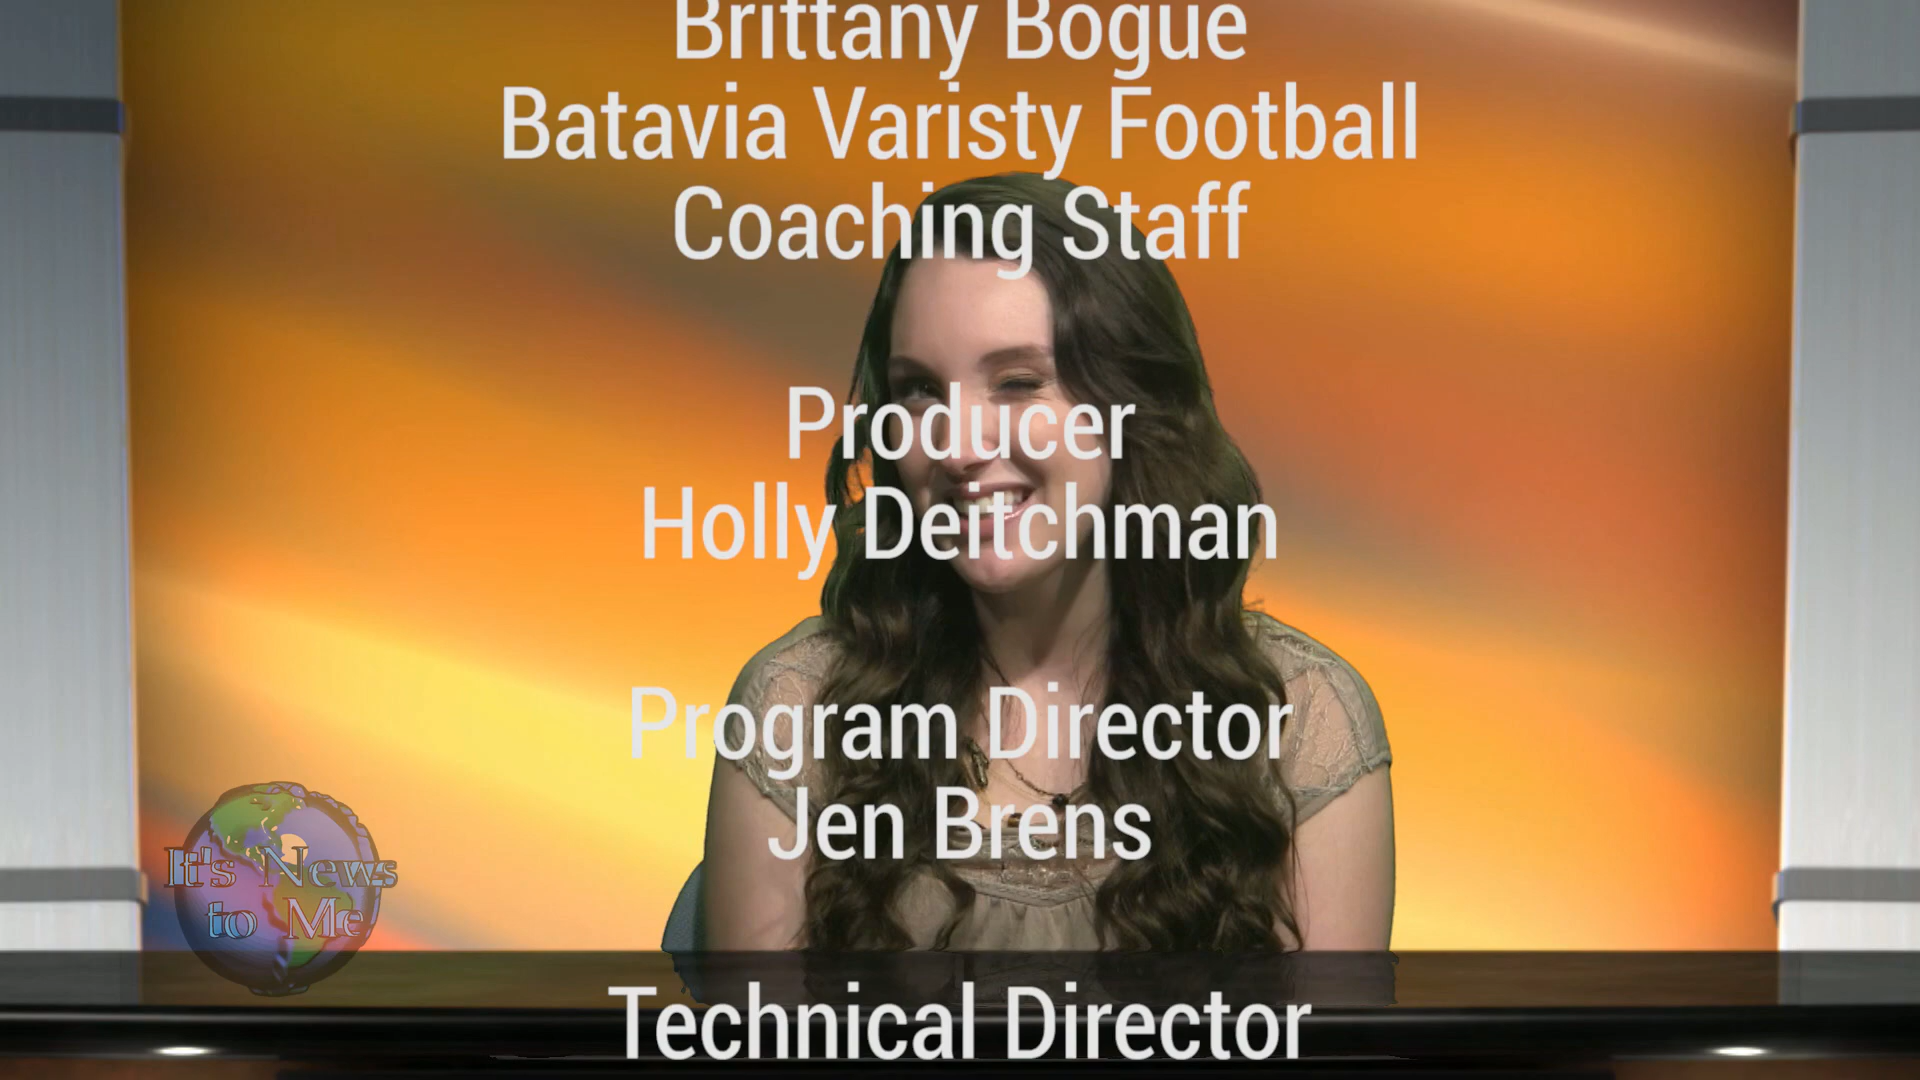 Brittany Bogue
Batavia Varisty Football
Coaching Staff
Producer
Holly Deitchman
Program Director
Jen Brens
It's News
to Me
Technical Director